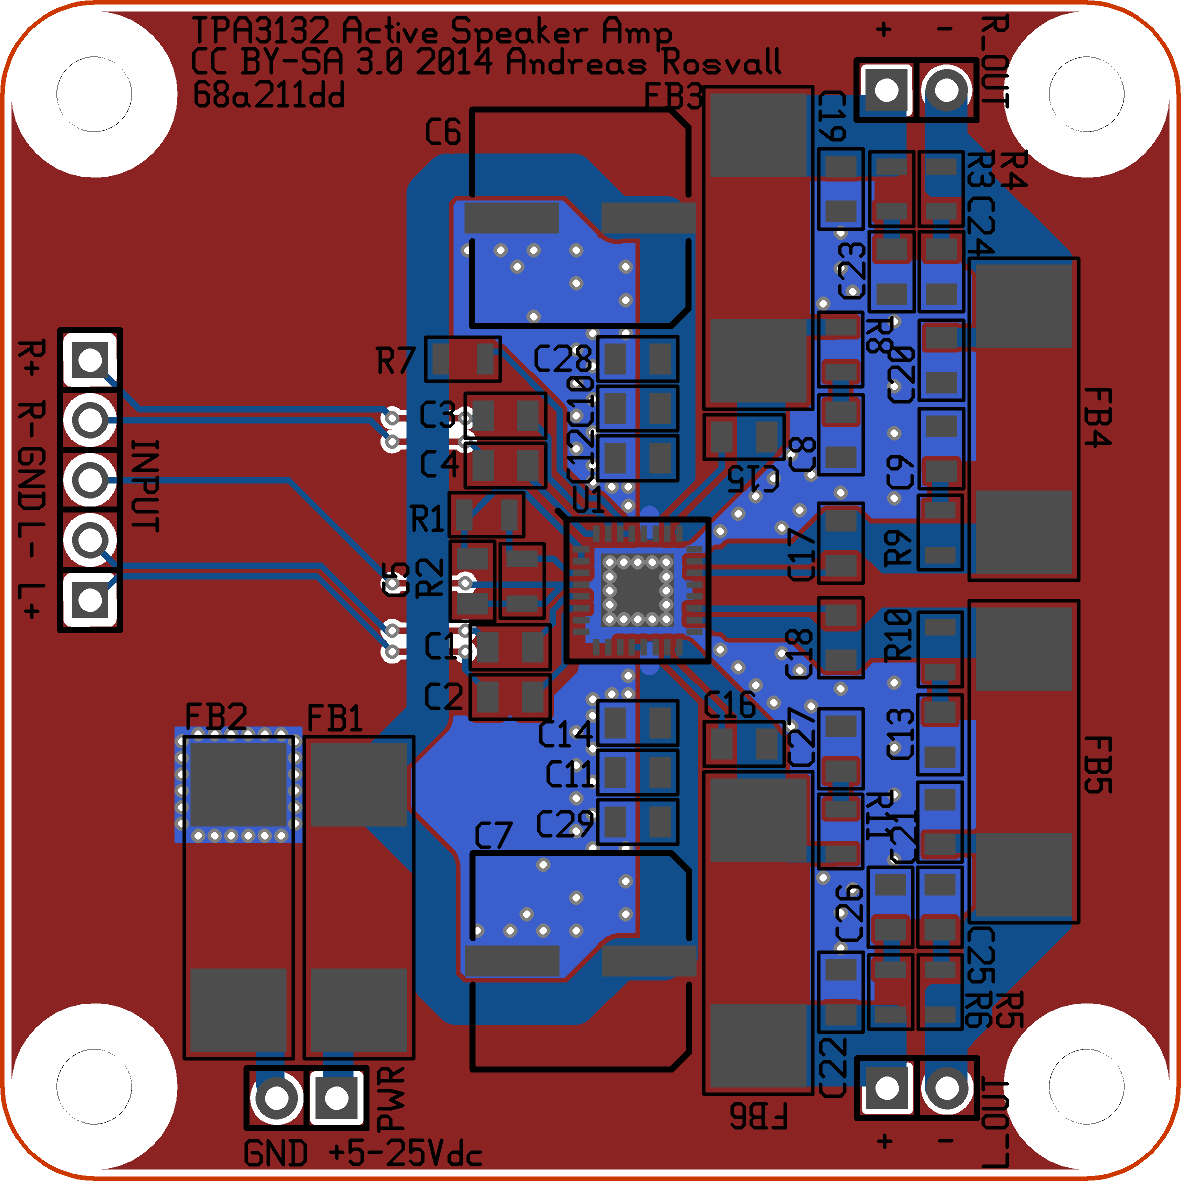 TPA3132 Active Speaker Amp
CC BY-SA 3.0 2014 Andreas Rosvall
68a211dd
+ -
R_OUT
FB3
C19
C6
R3
R4
C24
C23
R+
R-
GND
L-
L+
INPUT
R7
C28
C10
C12
R8
C20
FB4
C3
C4
C15
C8
C9
U1
R1
C5
R2
C17
R9
C1
C2
C18
R10
FB2
FB1
C14
C16
C27
C13
FB5
C11
C29
C7
R11
C21
C26
C25
R5
R6
C22
FB6
PWR
GND +5-25Vdc
+ -
L-OUT